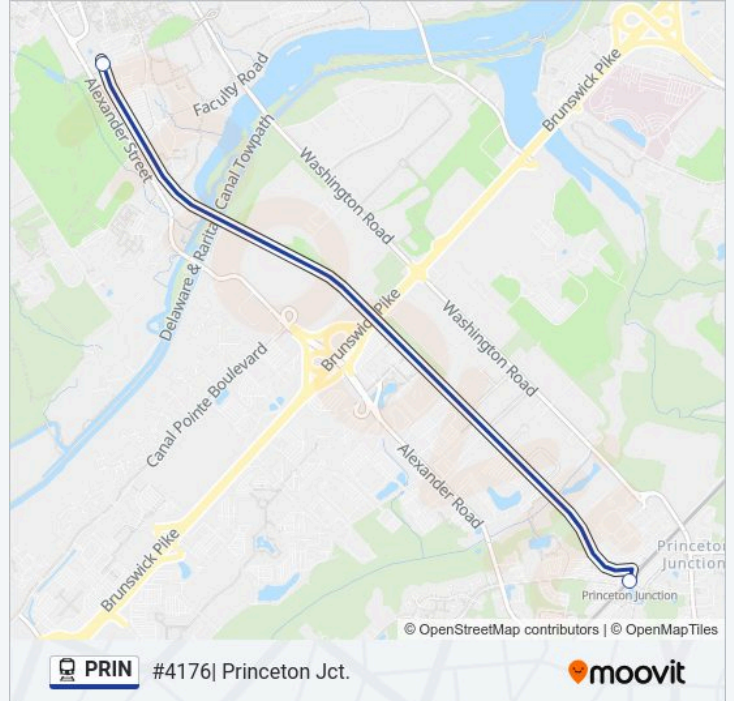 Faculty Road
Alexander Street
Brunswick Pike
Delaware & Raritan Canal Towpath
Washington Road
Brunswick Pike
Washington Road
Canal Pointe Boulevard
Alexander Road
Brunswick Pike
Princeton
Junction
Princeton Junction
© OpenStreetMap contributors | © OpenMapTiles
PRIN #4176| Princeton Jct.
moovit